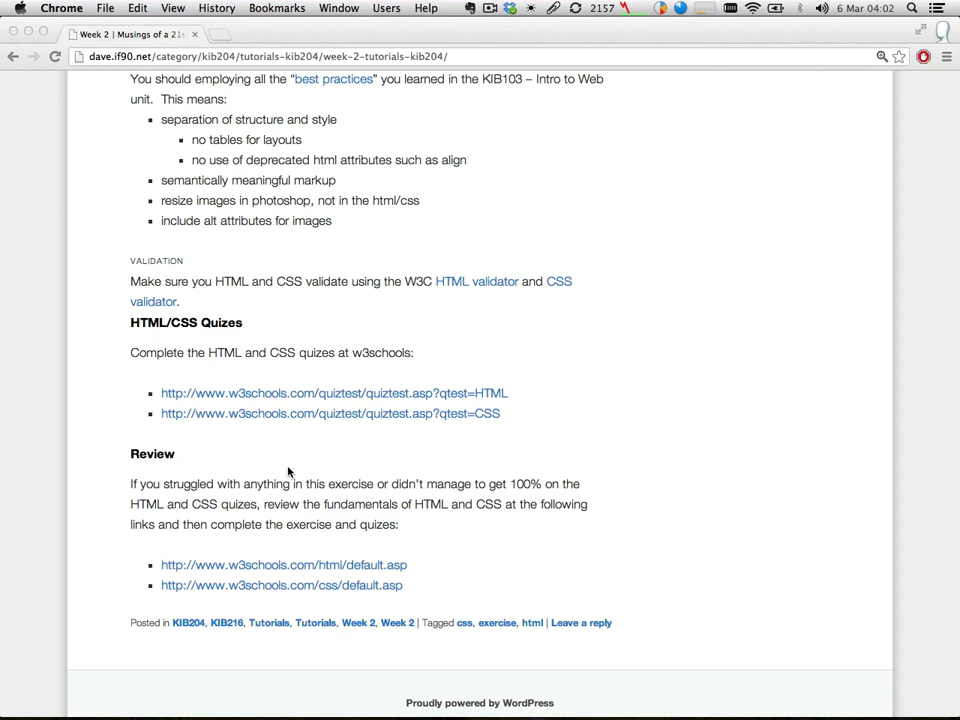 Chrome File Edit View History Bookmarks Window Users Help 2157 6 Mar 04:02
Week 2 | Musings of a 21s
dave.if90.net/category/kib204/tutorials-kib204/week-2-tutorials-kib204/
You should employing all the “best practices” you learned in the KIB103 – Intro to Web
unit. This means:
separation of structure and style
no tables for layouts
no use of deprecated html attributes such as align
semantically meaningful markup
resize images in photoshop, not in the html/css
include alt attributes for images
VALIDATION
Make sure you HTML and CSS validate using the W3C HTML validator and CSS
validator.
HTML/CSS Quizes
Complete the HTML and CSS quizes at w3schools:
http://www.w3schools.com/quiztest/quiztest.asp?qtest=HTML
http://www.w3schools.com/quiztest/quiztest.asp?qtest=CSS
Review
If you struggled with anything in this exercise or didn’t manage to get 100% on the
HTML and CSS quizes, review the fundamentals of HTML and CSS at the following
links and then complete the exercise and quizes:
http://www.w3schools.com/html/default.asp
http://www.w3schools.com/css/default.asp
Posted in KIB204, KIB216, Tutorials, Tutorials, Week 2, Week 2 | Tagged css, exercise, html | Leave a reply
Proudly powered by WordPress